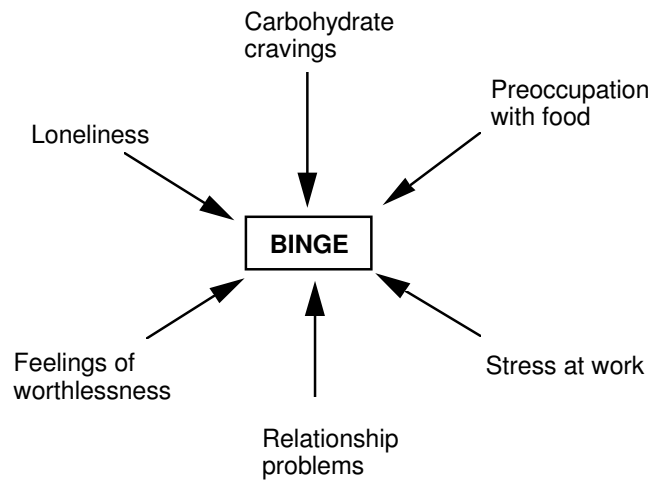 Carbohydrate
cravings
Preoccupation
with food
Loneliness
BINGE
Feelings of
worthlessness
Stress at work
Relationship
problems